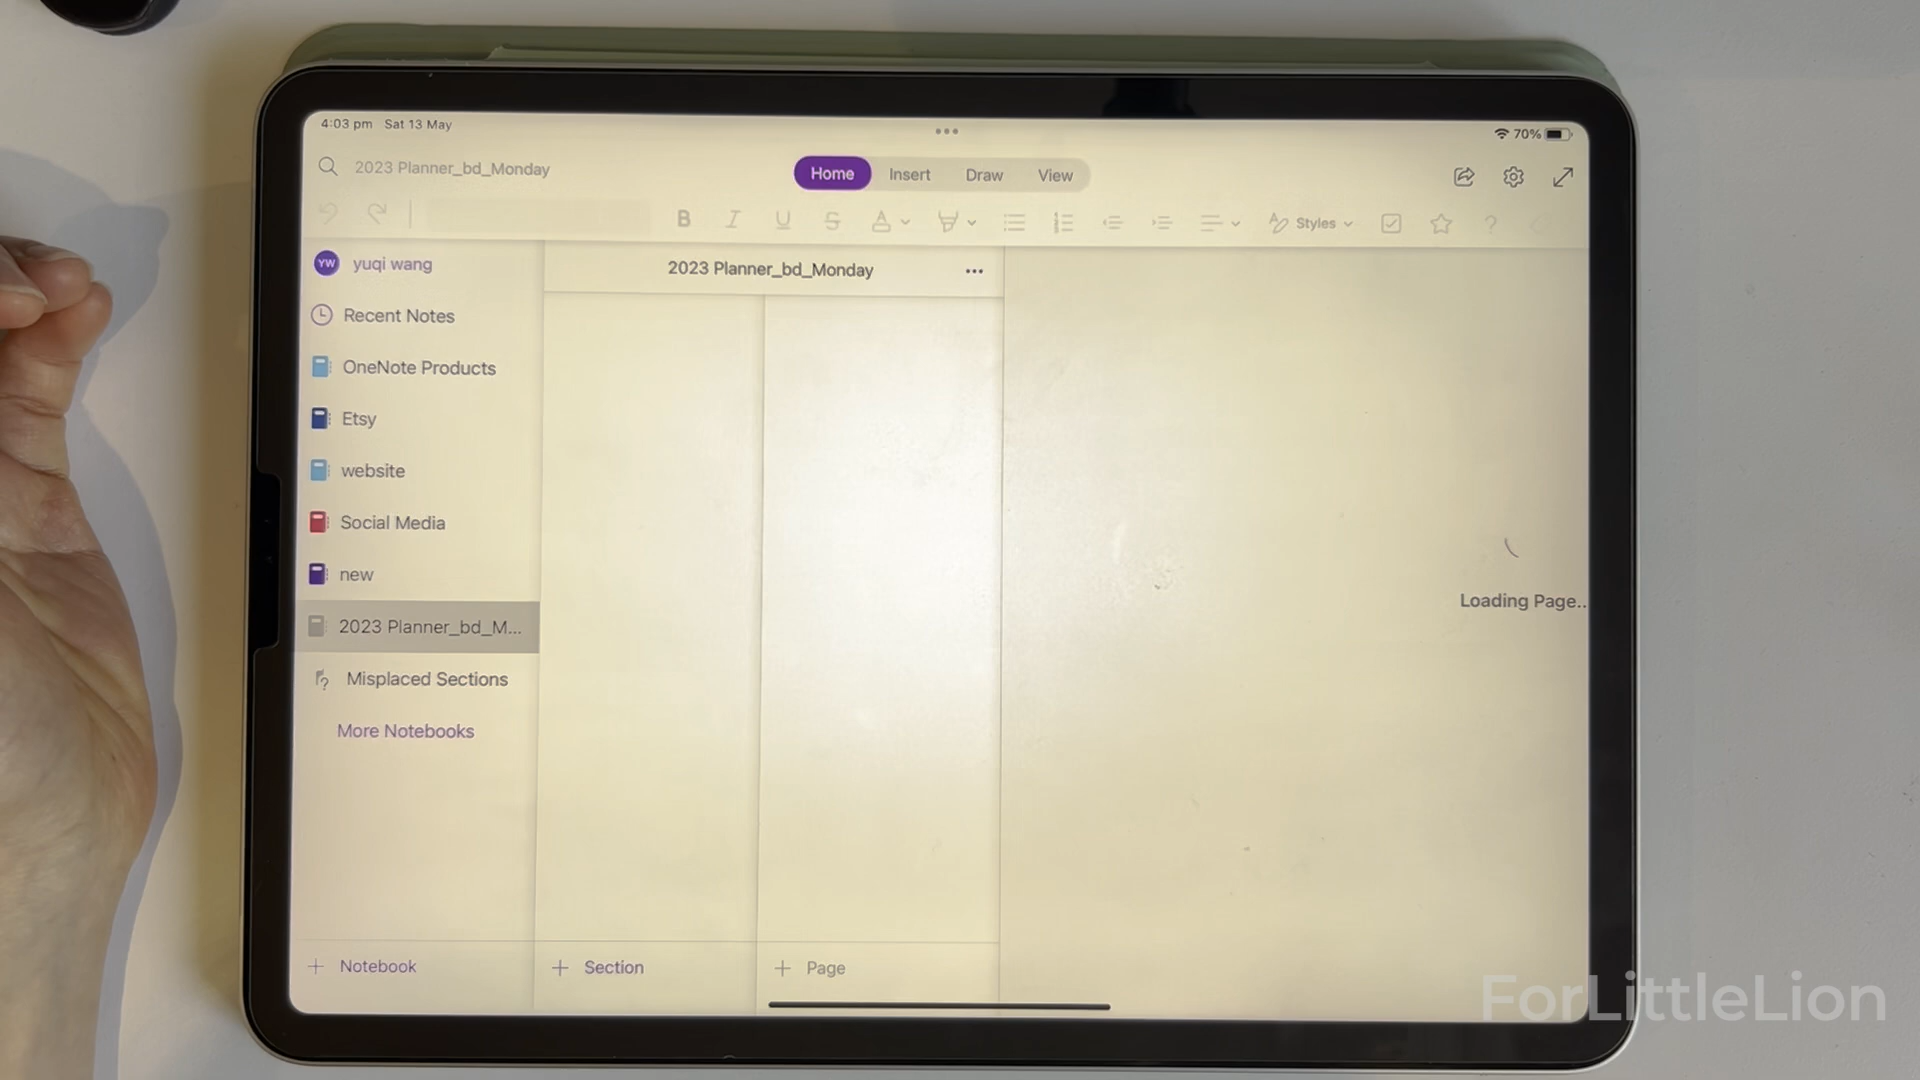 4:03 pm Sat 13 May
70%
2023 Planner_bd_Monday
Home Insert Draw View
B I U S A Styles ?
YW yuqi wang
2023 Planner_bd_Monday
Recent Notes
OneNote Products
Etsy
website
Social Media
new
2023 Planner_bd_M...
Misplaced Sections
More Notebooks
Loading Page..
+ Notebook
+ Section
+ Page
ForLittleLion